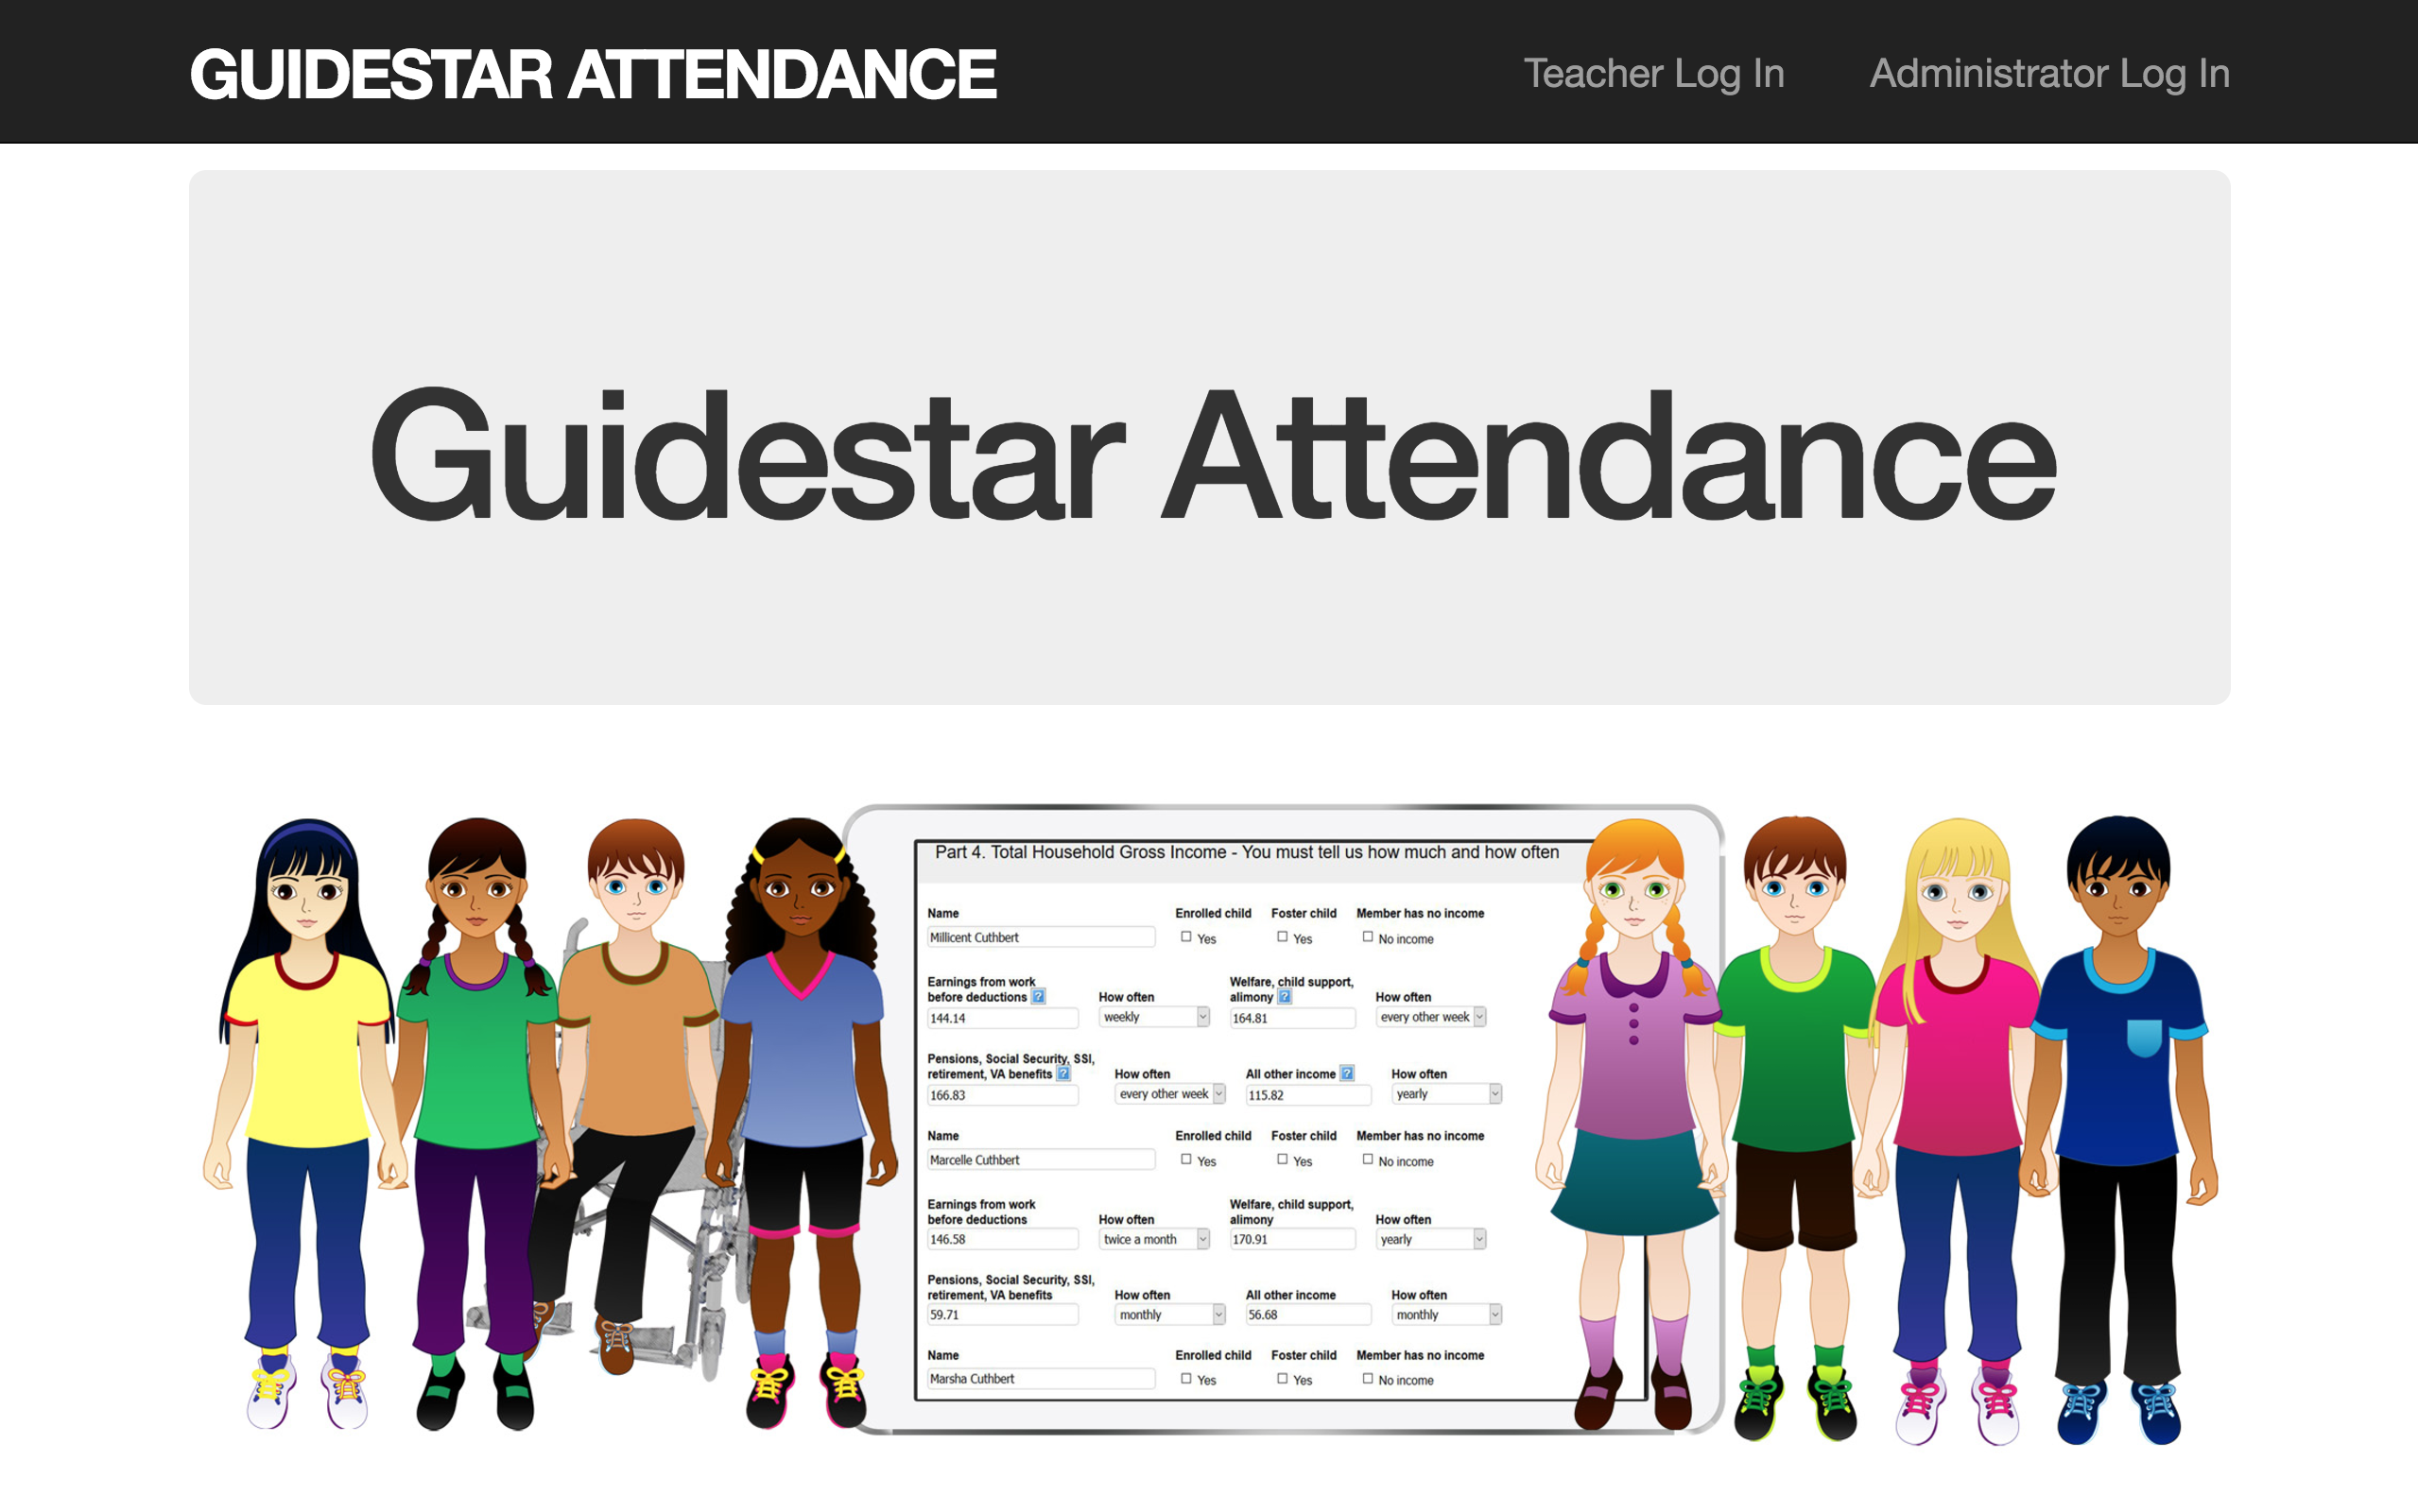 GUIDESTAR ATTENDANCE
Teacher Log In
Administrator Log In
Guidestar Attendance
Part 4. Total Household Gross Income - You must tell us how much and how often
Name Enrolled child Foster child Member has no income
Millicent Cuthbert Yes Yes No income
Earnings from work Welfare, child support,
before deductions ? How often alimony ? How often
144.14 weekly 164.81 every other week
Pensions, Social Security, SSI,
retirement, VA benefits ? How often All other income ? How often
166.83 every other week 115.82 yearly
Name Enrolled child Foster child Member has no income
Marcelle Cuthbert Yes Yes No income
Earnings from work Welfare, child support,
before deductions How often alimony How often
146.58 twice a month 170.91 yearly
Pensions, Social Security, SSI,
retirement, VA benefits How often All other income How often
59.71 monthly 56.68 monthly
Name Enrolled child Foster child Member has no income
Marsha Cuthbert Yes Yes No income